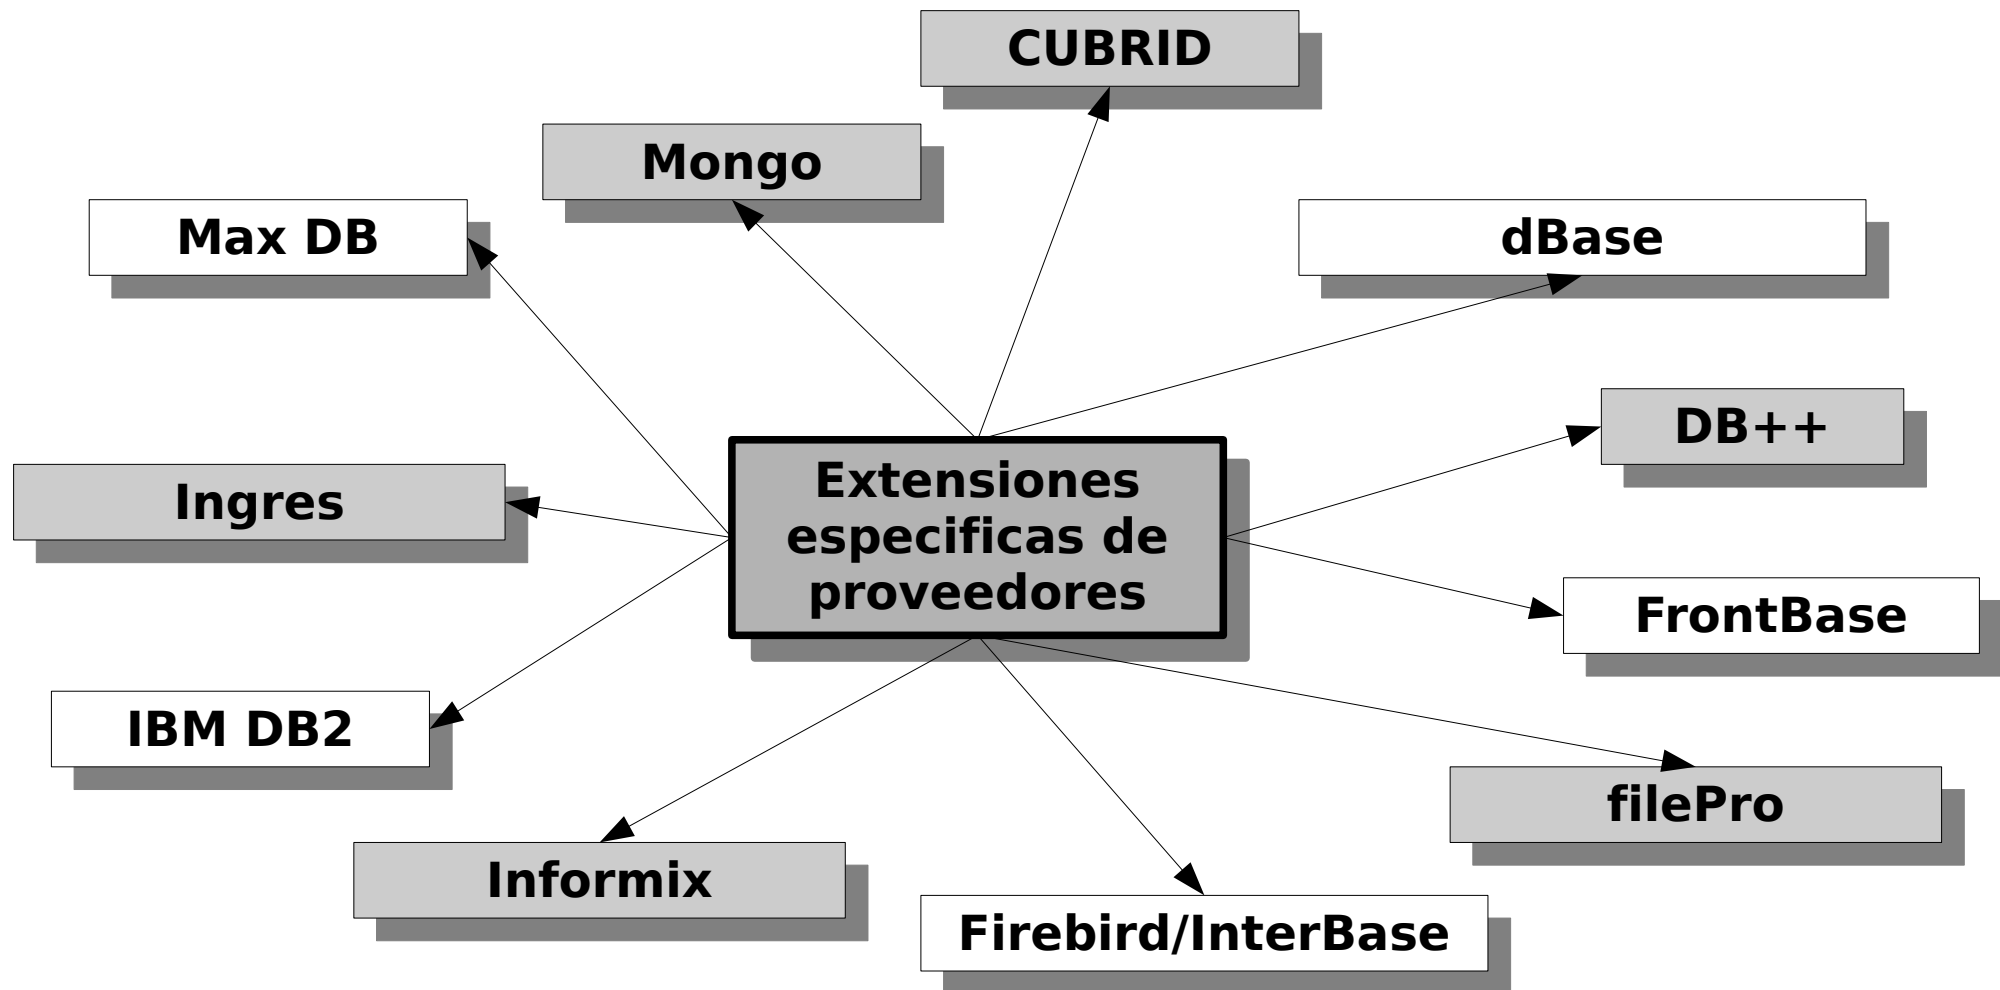 CUBRID
Mongo
Max DB
dBase
DB++
Extensiones
especificas de
proveedores
Ingres
FrontBase
IBM DB2
filePro
Informix
Firebird/InterBase